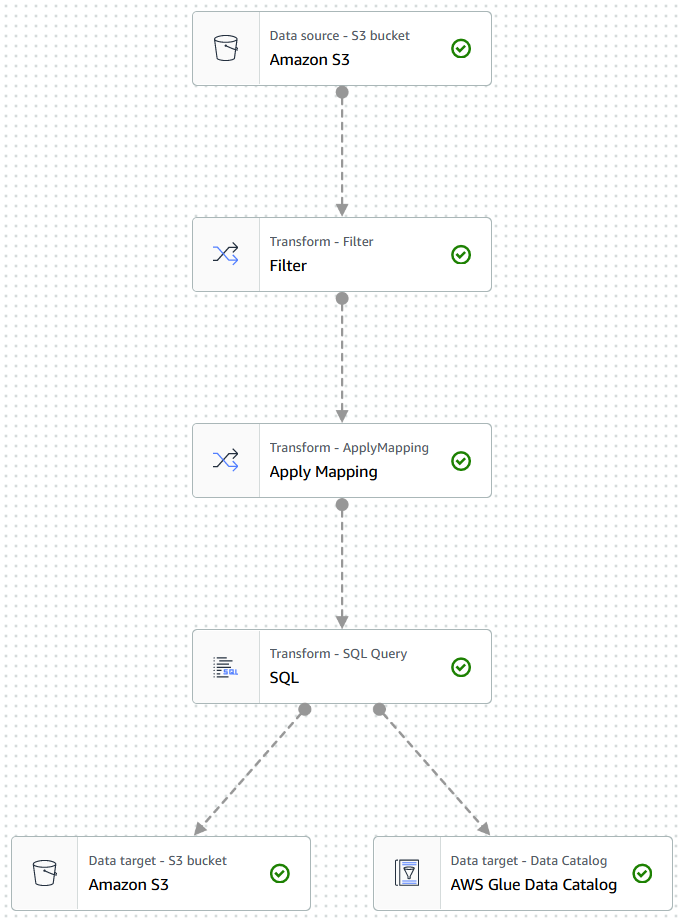 Data source - S3 bucket
Amazon S3
Transform - Filter
Filter
Transform - ApplyMapping
Apply Mapping
Transform - SQL Query
SQL
SQL
Data target - S3 bucket
Amazon S3
Data target - Data Catalog
AWS Glue Data Catalog